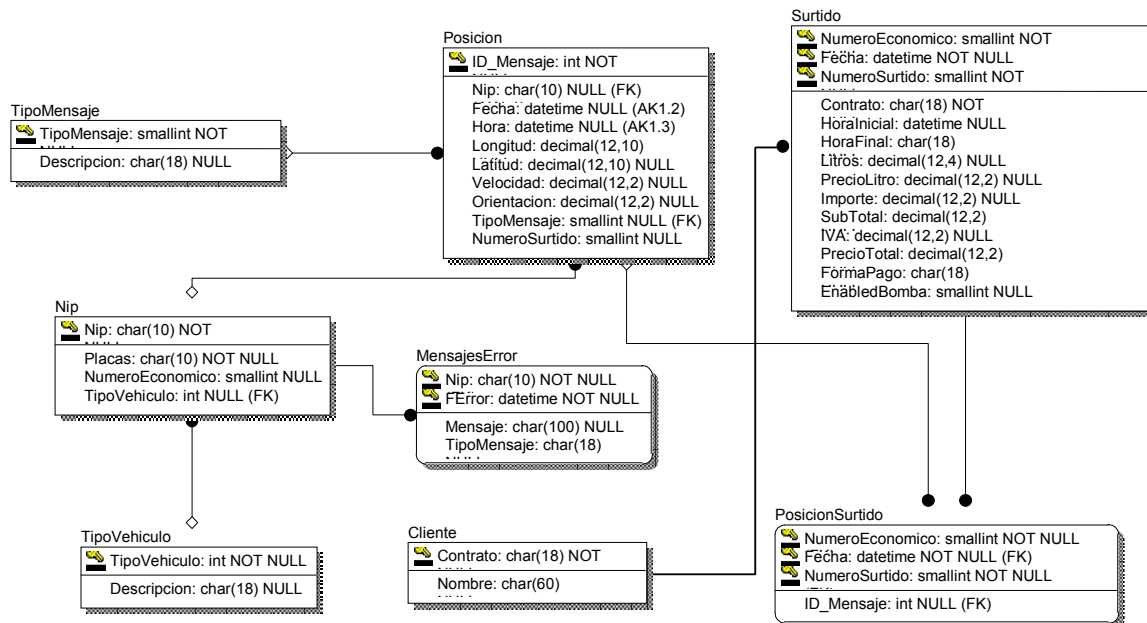 Surtido
NumeroEconomico: smallint NOT
Fecha: datetime NOT NULL
NumeroSurtido: smallint NOT
Contrato: char(18) NOT
HoraInicial: datetime NULL
HoraFinal: char(18)
Litros: decimal(12,4) NULL
PrecioLitro: decimal(12,2) NULL
Importe: decimal(12,2) NULL
SubTotal: decimal(12,2)
IVA: decimal(12,2) NULL
PrecioTotal: decimal(12,2)
FormaPago: char(18)
EnabledBomba: smallint NULL
Posicion
ID_Mensaje: int NOT
Nip: char(10) NULL (FK)
Fecha: datetime NULL (AK1.2)
Hora: datetime NULL (AK1.3)
Longitud: decimal(12,10)
Latitud: decimal(12,10) NULL
Velocidad: decimal(12,2) NULL
Orientacion: decimal(12,2) NULL
TipoMensaje: smallint NULL (FK)
NumeroSurtido: smallint NULL
TipoMensaje
TipoMensaje: smallint NOT
Descripcion: char(18) NULL
Nip
Nip: char(10) NOT
Placas: char(10) NOT NULL
NumeroEconomico: smallint NULL
TipoVehiculo: int NULL (FK)
MensajesError
Nip: char(10) NOT NULL
FError: datetime NOT NULL
Mensaje: char(100) NULL
TipoMensaje: char(18)
TipoVehiculo
TipoVehiculo: int NOT NULL
Descripcion: char(18) NULL
Cliente
Contrato: char(18) NOT
Nombre: char(60)
PosicionSurtido
NumeroEconomico: smallint NOT NULL
Fecha: datetime NOT NULL (FK)
NumeroSurtido: smallint NOT NULL
ID_Mensaje: int NULL (FK)